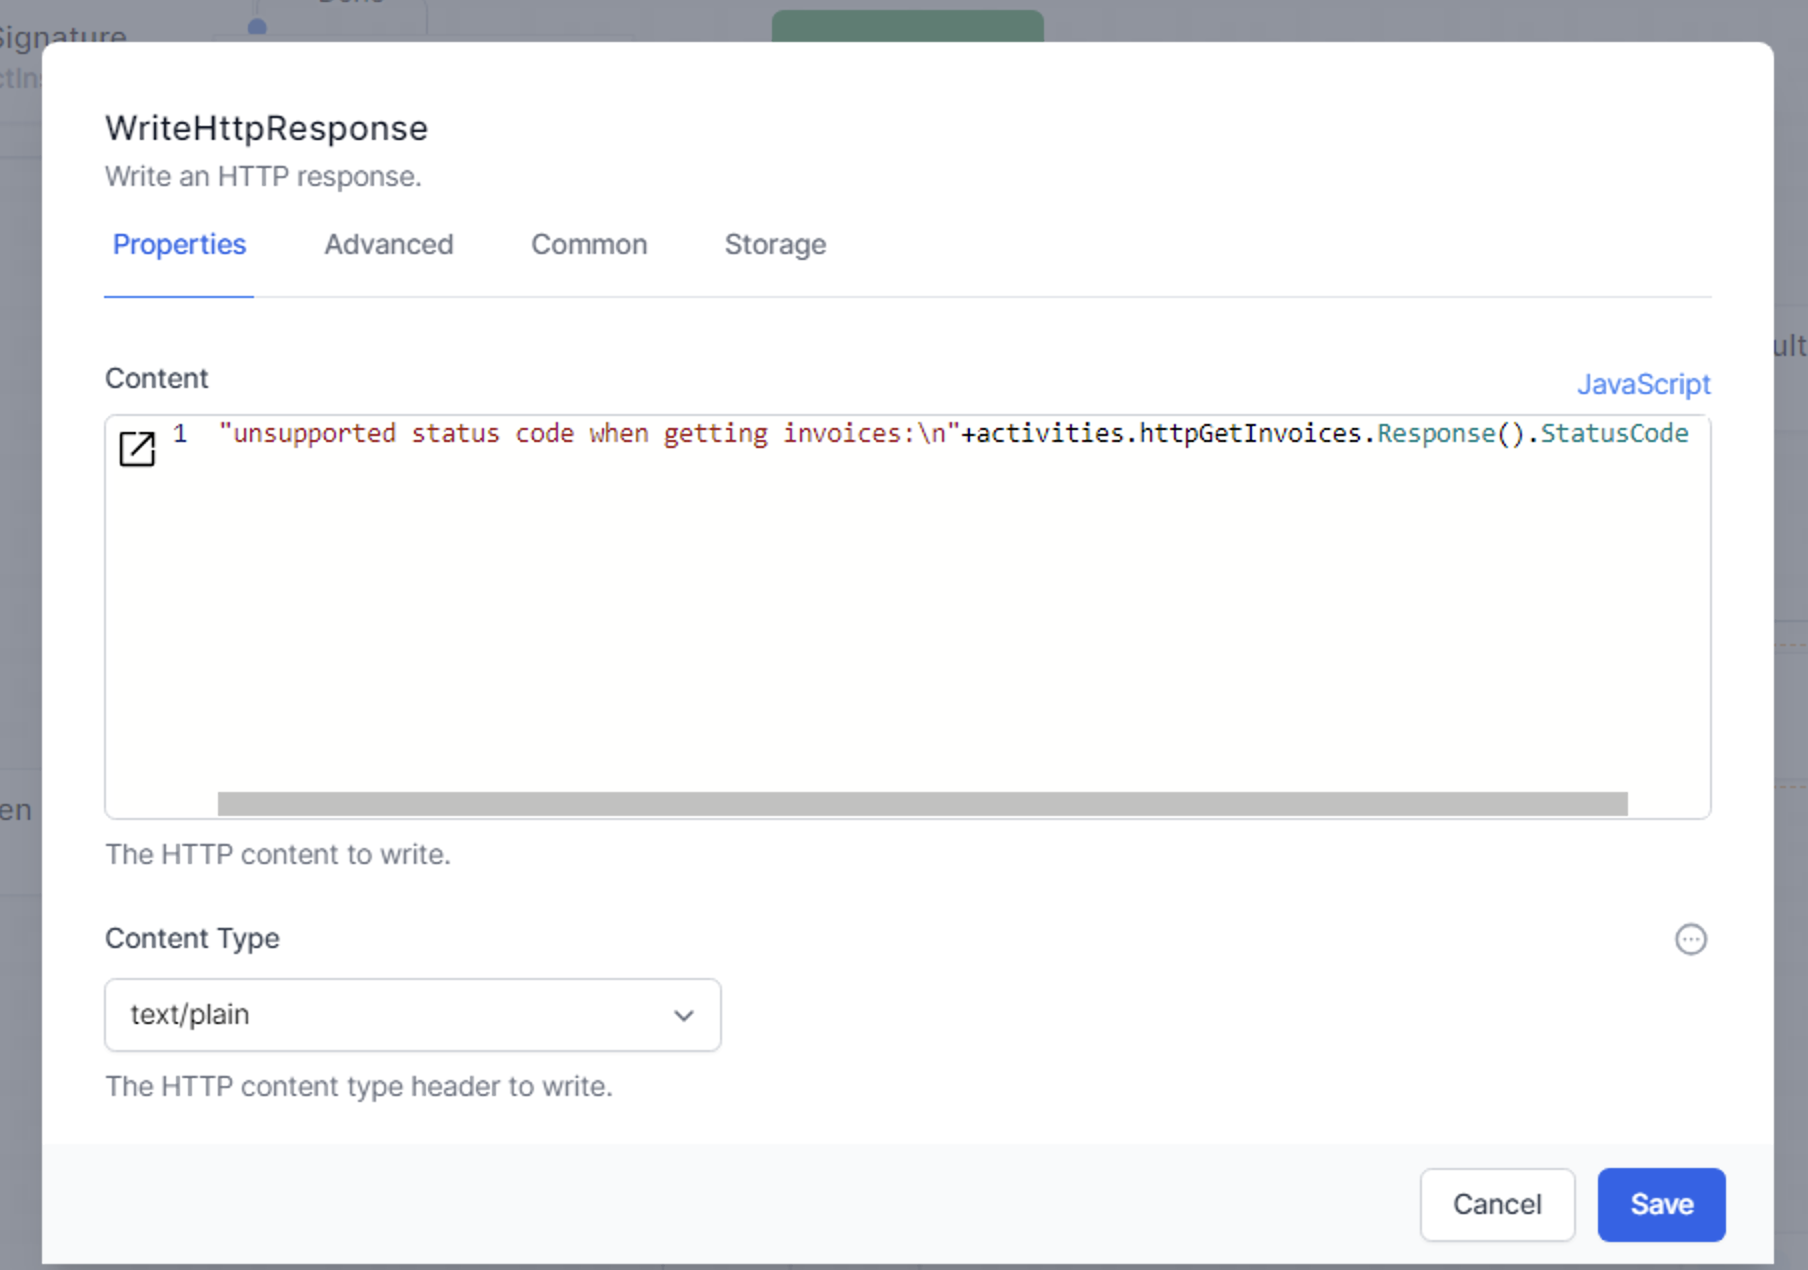 Signature
WriteHttpResponse
Write an HTTP response.
Properties Advanced Common Storage
Content
JavaScript
1 "unsupported status code when getting invoices:\n"+activities.httpGetInvoices.Response().StatusCode
The HTTP content to write.
en
Content Type
text/plain
The HTTP content type header to write.
Cancel Save